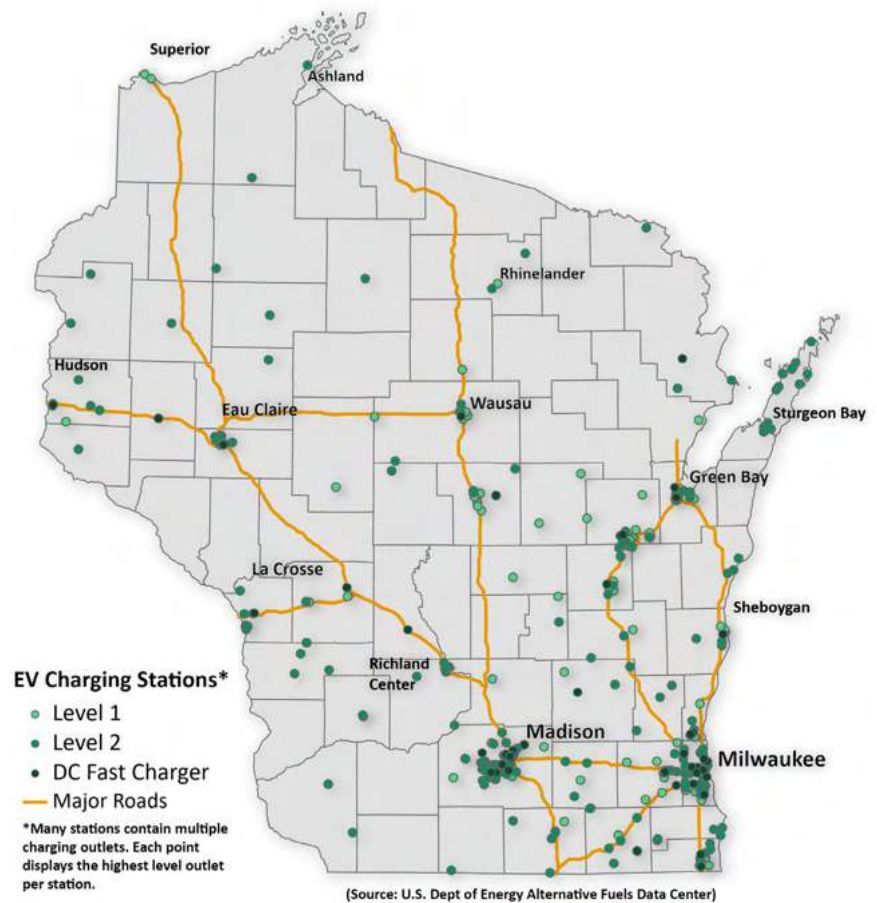 Superior
Ashland
Rhinelander
Hudson
Eau Claire
Wausau
Sturgeon Bay
Green Bay
La Crosse
Sheboygan
Richland
Center
Madison
Milwaukee
EV Charging Stations*
Level 1
Level 2
DC Fast Charger
Major Roads
*Many stations contain multiple
charging outlets. Each point
displays the highest level outlet
per station.
(Source: U.S. Dept of Energy Alternative Fuels Data Center)